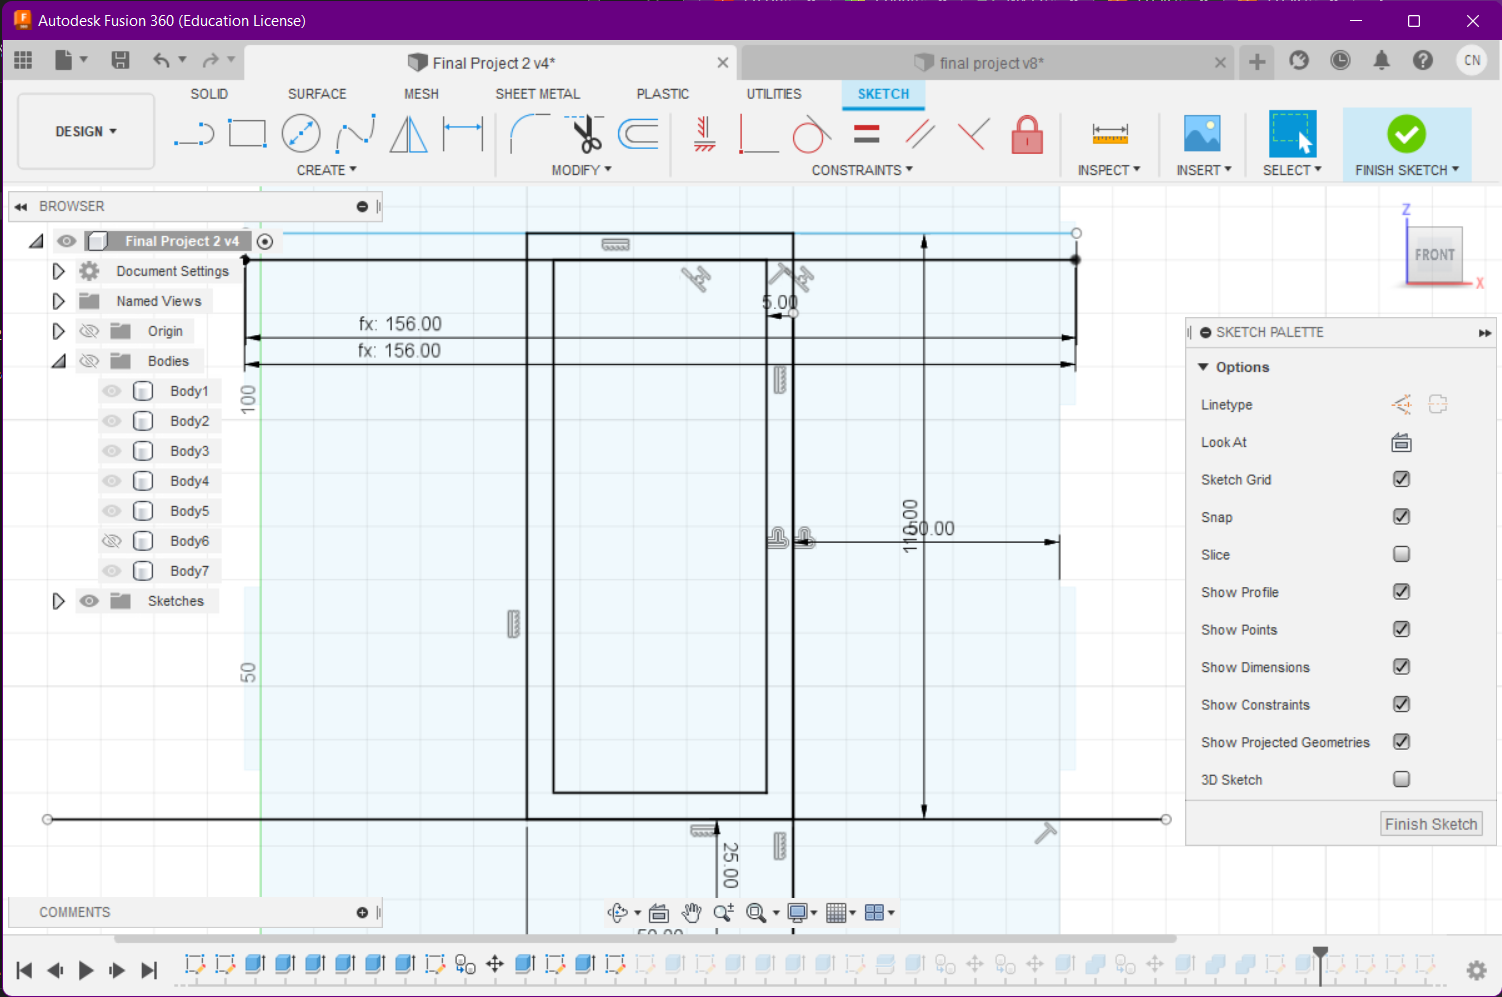 Autodesk Fusion 360 (Education License)
Final Project 2 v4*
final project v8*
CN
SOLID
SURFACE
MESH
SHEET METAL
PLASTIC
UTILITIES
SKETCH
DESIGN
CREATE
MODIFY
CONSTRAINTS
INSPECT
INSERT
SELECT
FINISH SKETCH
BROWSER
Final Project 2 v4
Document Settings
Named Views
Origin
Bodies
Body1
Body2
Body3
Body4
Body5
Body6
Body7
Sketches
5.00
fx: 156.00
fx: 156.00
100
110.00
50.00
50
25.00
50.00
Z
FRONT
X
SKETCH PALETTE
Options
Linetype
Look At
Sketch Grid
Snap
Slice
Show Profile
Show Points
Show Dimensions
Show Constraints
Show Projected Geometries
3D Sketch
Finish Sketch
COMMENTS